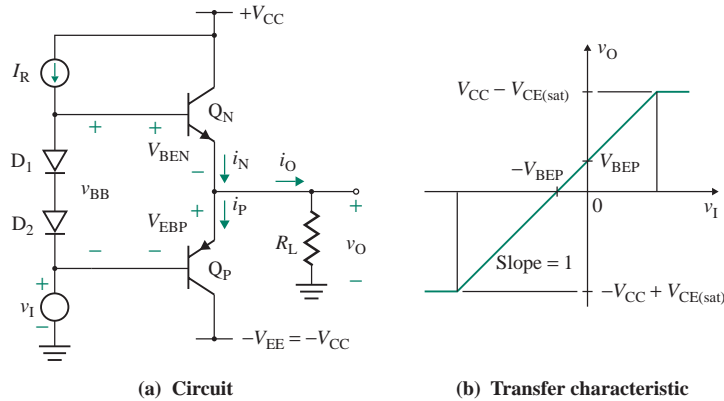 +V_CC
I_R
Q_N
+ +
V_BEN
−
i_N
i_O
D_1
v_BB
+
i_P
D_2
V_EBP
R_L
+
v_O
−
− −
Q_P
+
v_I
−
−V_EE = −V_CC
(a) Circuit
v_O
V_CC − V_CE(sat)
−V_BEP
V_BEP
0
v_I
Slope = 1
−V_CC + V_CE(sat)
(b) Transfer characteristic